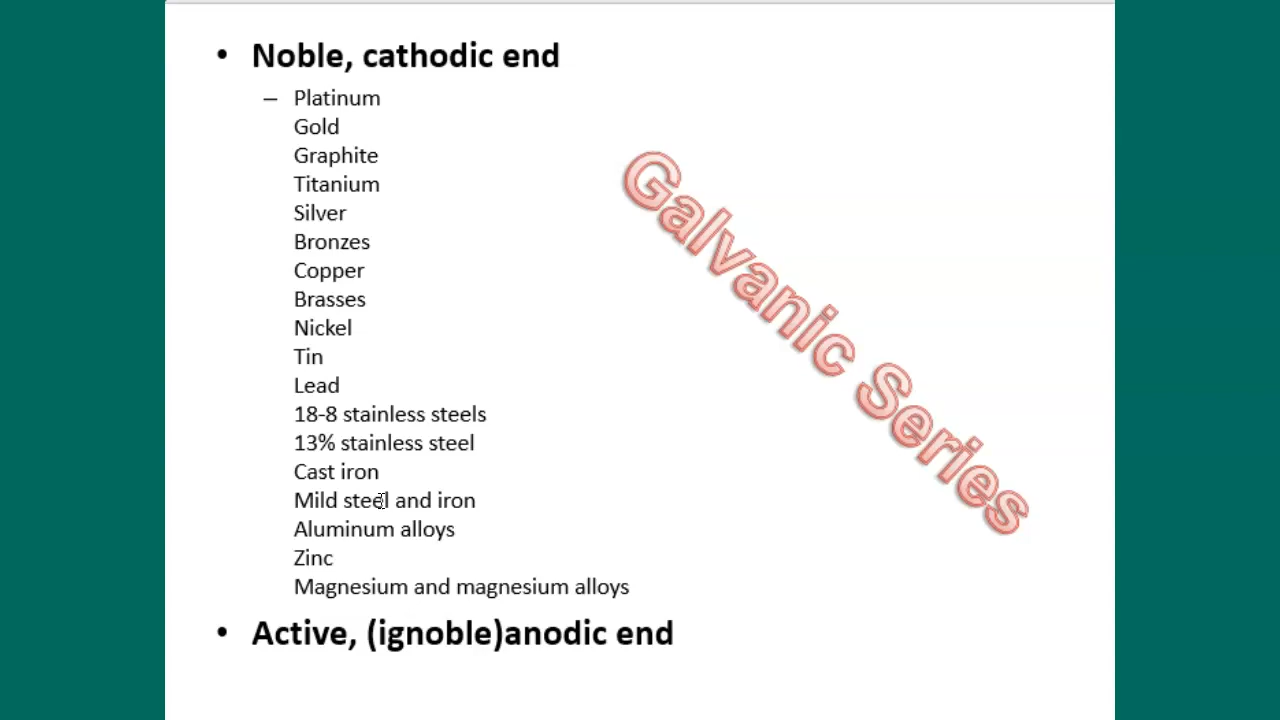 • Noble, cathodic end
– Platinum
Gold
Graphite
Titanium
Silver
Bronzes
Copper
Brasses
Nickel
Tin
Lead
18-8 stainless steels
13% stainless steel
Cast iron
Mild steel and iron
Aluminum alloys
Zinc
Magnesium and magnesium alloys
• Active, (ignoble)anodic end
Galvanic Series